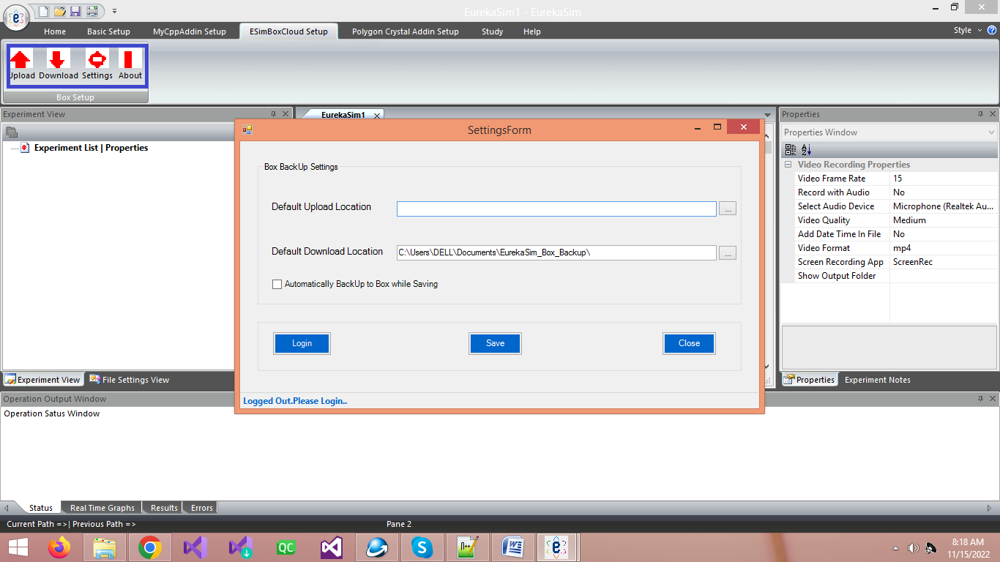 EurekaSim1 - EurekaSim
Home Basic Setup MyCppAddin Setup ESimBoxCloud Setup Polygon Crystal Addin Setup Study Help Style
Upload Download Settings About
Box Setup
Experiment View
Experiment List | Properties
EurekaSim1
SettingsForm
Box BackUp Settings
Default Upload Location
...
Default Download Location C:\Users\DELL\Documents\EurekaSim_Box_Backup\ ...
Automatically BackUp to Box while Saving
Login Save Close
Logged Out.Please Login..
Properties
Properties Window
Video Recording Properties
Video Frame Rate 15
Record with Audio No
Select Audio Device Microphone (Realtek Au...
Video Quality Medium
Add Date Time In File No
Video Format mp4
Screen Recording App ScreenRec
Show Output Folder
Experiment View File Settings View
Properties Experiment Notes
Operation Output Window
Operation Satus Window
Status Real Time Graphs Results Errors
Current Path =>| Previous Path => Pane 2
QC
8:18 AM
11/15/2022